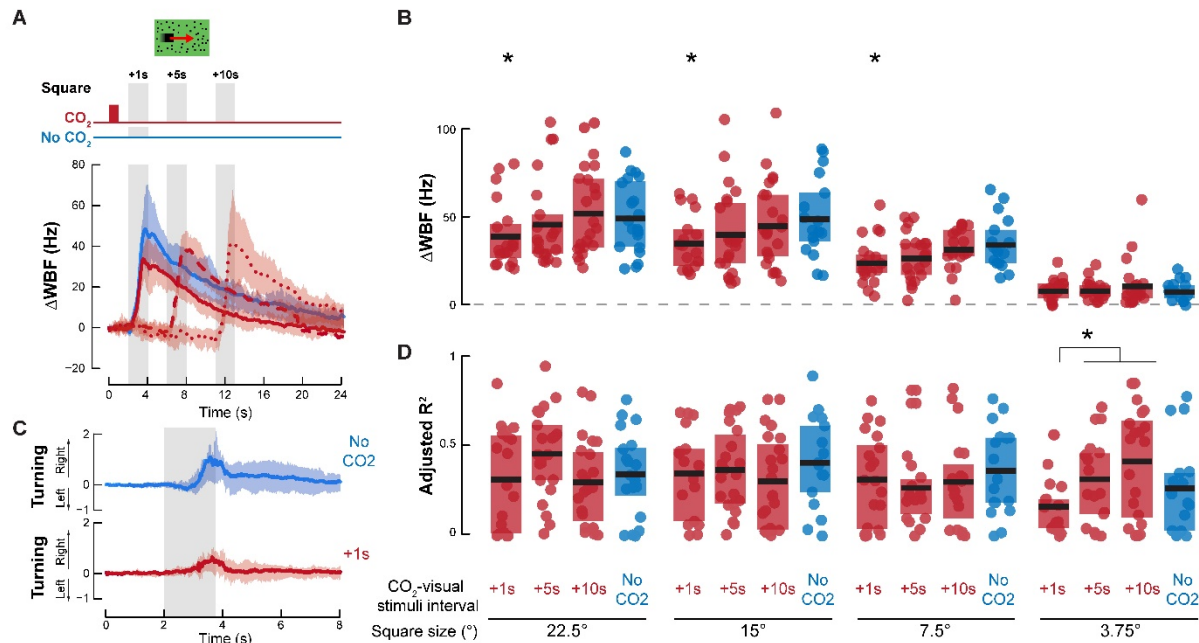 A
+1s +5s +10s
Square
CO2
No CO2
ΔWBF (Hz)
80
60
40
20
0
−20
0 4 8 12 16 20 24
Time (s)
B
*
*
*
ΔWBF (Hz)
100
50
0
C
Turning
Left Right
2
0
−1
No
CO2
Turning
Left Right
2
0
−1
+1s
0 2 4 6 8
Time (s)
D
*
Adjusted R2
1
0.5
0
CO2-visual
stimuli interval
+1s +5s +10s No CO2 +1s +5s +10s No CO2 +1s +5s +10s No CO2 +1s +5s +10s No CO2
Square size (°)
22.5° 15° 7.5° 3.75°